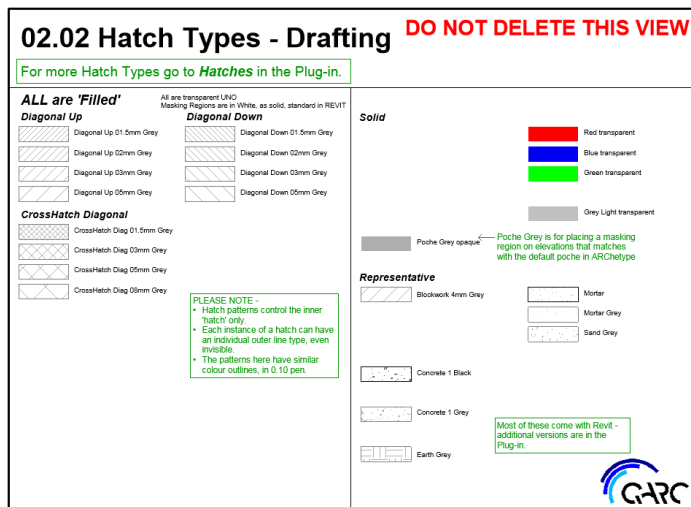 02.02 Hatch Types - Drafting
DO NOT DELETE THIS VIEW
For more Hatch Types go to Hatches in the Plug-in.
ALL are 'Filled'
All are transparent UNO
Masking Regions are in White, as solid, standard in REVIT
Diagonal Up
Diagonal Up 01.5mm Grey
Diagonal Up 02mm Grey
Diagonal Up 03mm Grey
Diagonal Up 05mm Grey
Diagonal Down
Diagonal Down 01.5mm Grey
Diagonal Down 02mm Grey
Diagonal Down 03mm Grey
Diagonal Down 05mm Grey
CrossHatch Diagonal
CrossHatch Diag 01.5mm Grey
CrossHatch Diag 03mm Grey
CrossHatch Diag 05mm Grey
CrossHatch Diag 08mm Grey
PLEASE NOTE -
• Hatch patterns control the inner
'hatch' only.
• Each instance of a hatch can have
an individual outer line type, even
invisible.
• The patterns here have similar
colour outlines, in 0.10 pen.
Solid
Red transparent
Blue transparent
Green transparent
Grey Light transparent
Poche Grey opaque
Poche Grey is for placing a masking
region on elevations that matches
with the default poche in ARChetype
Representative
Blockwork 4mm Grey
Mortar
Mortar Grey
Sand Grey
Concrete 1 Black
Concrete 1 Grey
Earth Grey
Most of these come with Revit -
additional versions are in the
Plug-in.